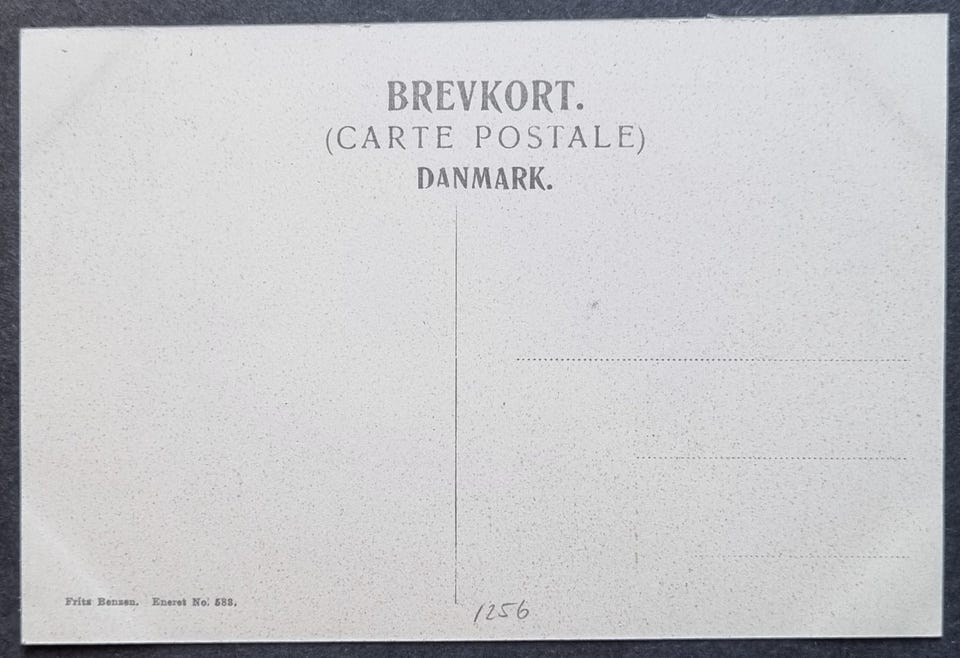 BREVKORT.
(CARTE POSTALE)
DANMARK.
Fritz Benzen. Eneret No. 583.
1256